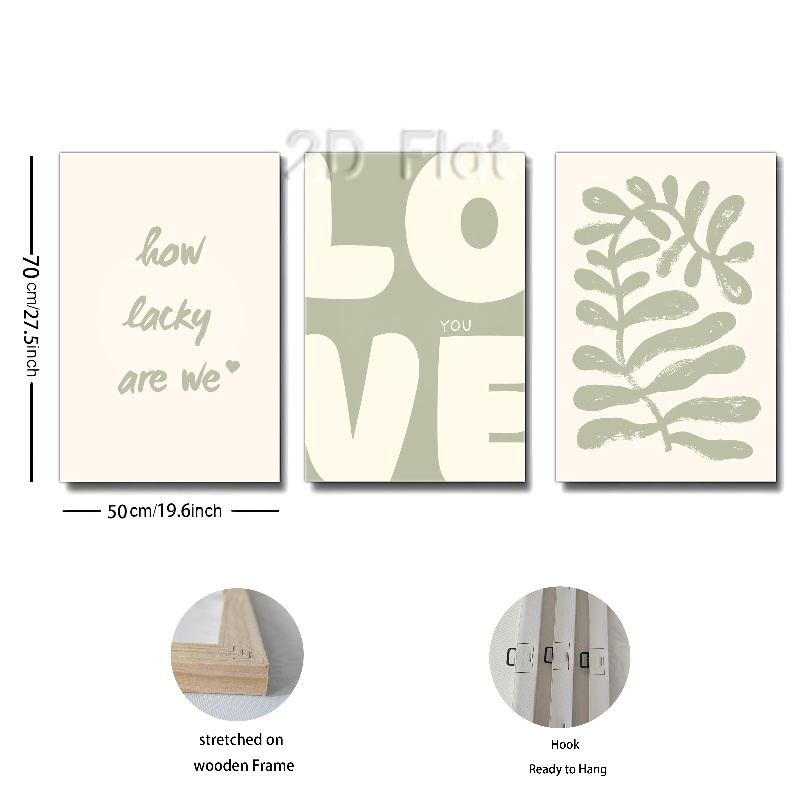 2D Flat
how
lacky
are we
LO
YOU
VE
70 cm/27.5inch
50cm/19.6inch
stretched on
wooden Frame
Hook
Ready to Hang